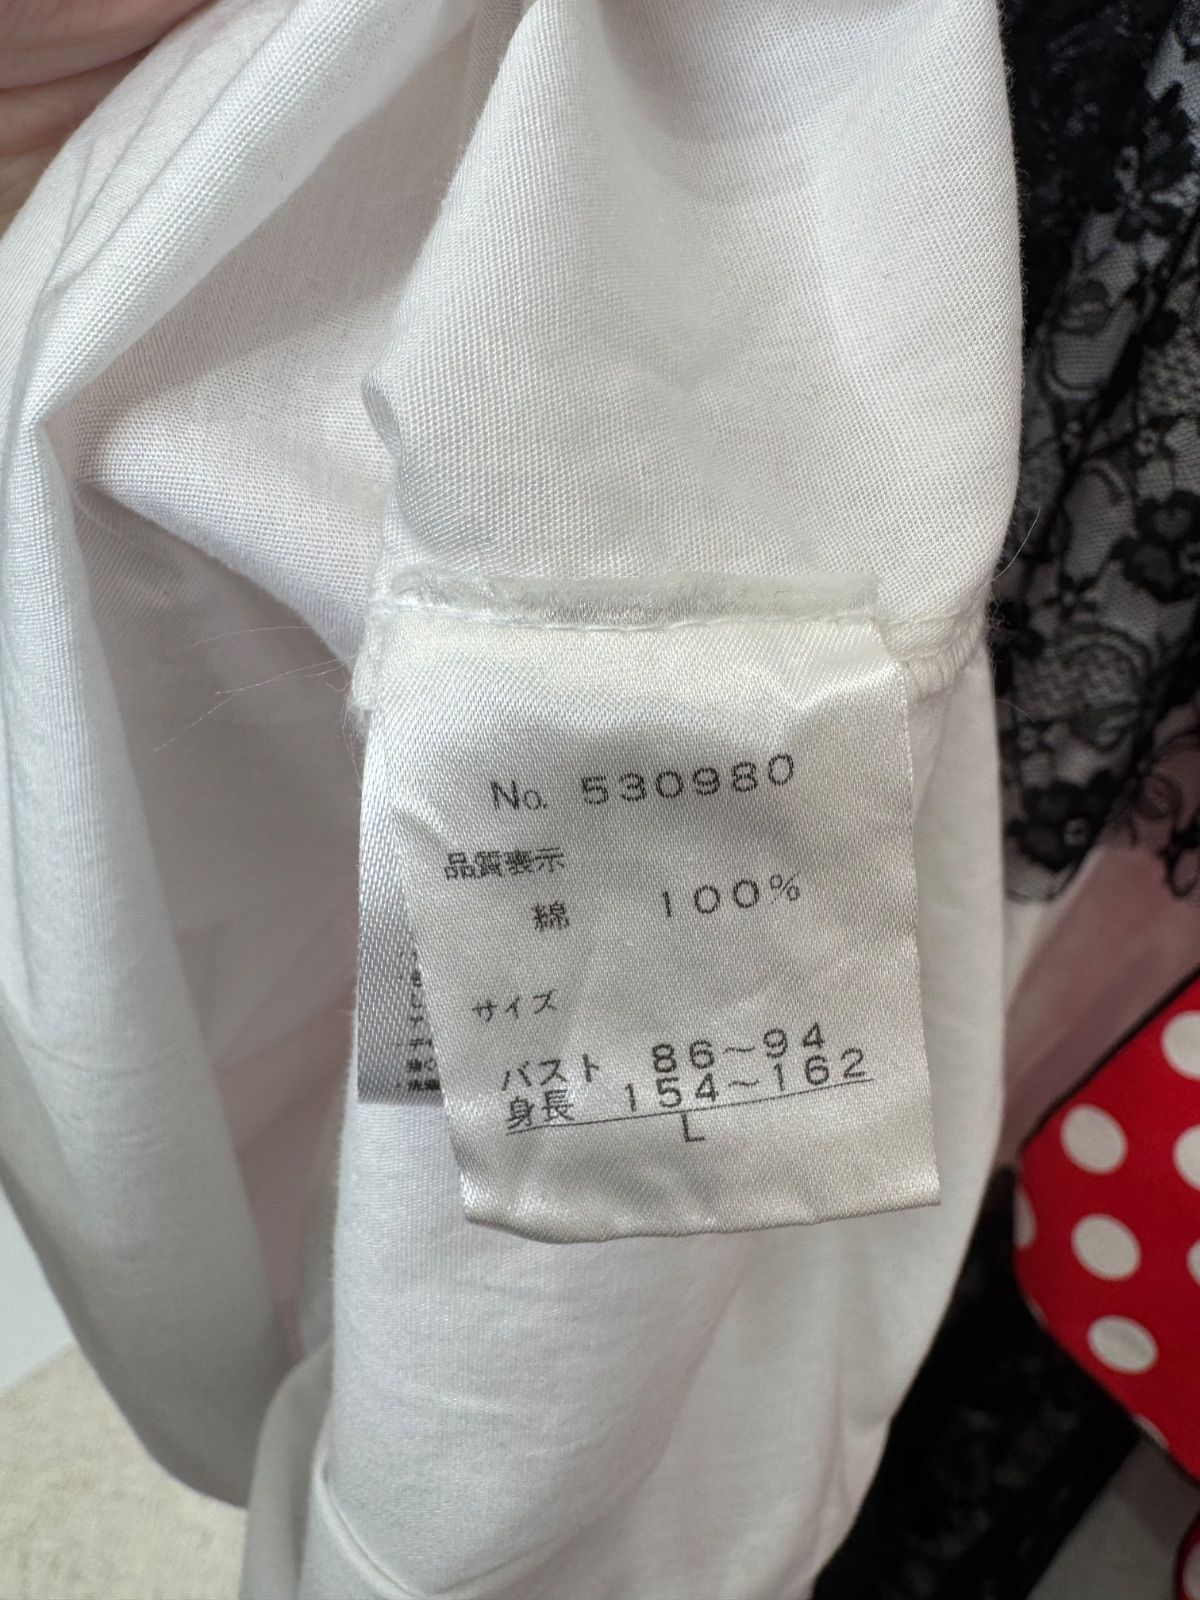 No. 530980
品質表示
綿 100%
サイズ
バスト 86~94
身長 154~162
L